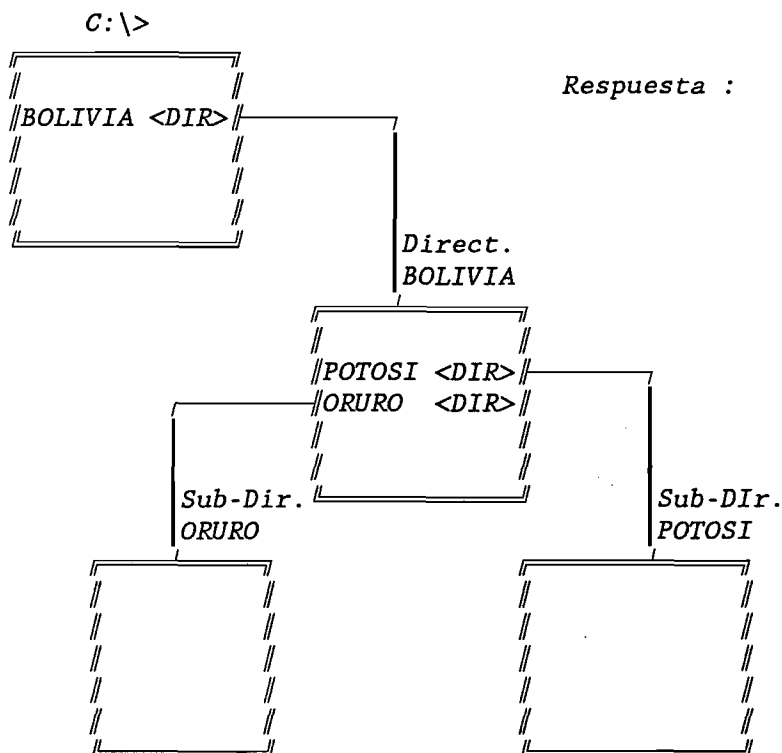 C:\>
Respuesta :
BOLIVIA <DIR>
Direct.
BOLIVIA
POTOSI <DIR>
ORURO <DIR>
Sub-Dir.
ORURO
Sub-DIr.
POTOSI